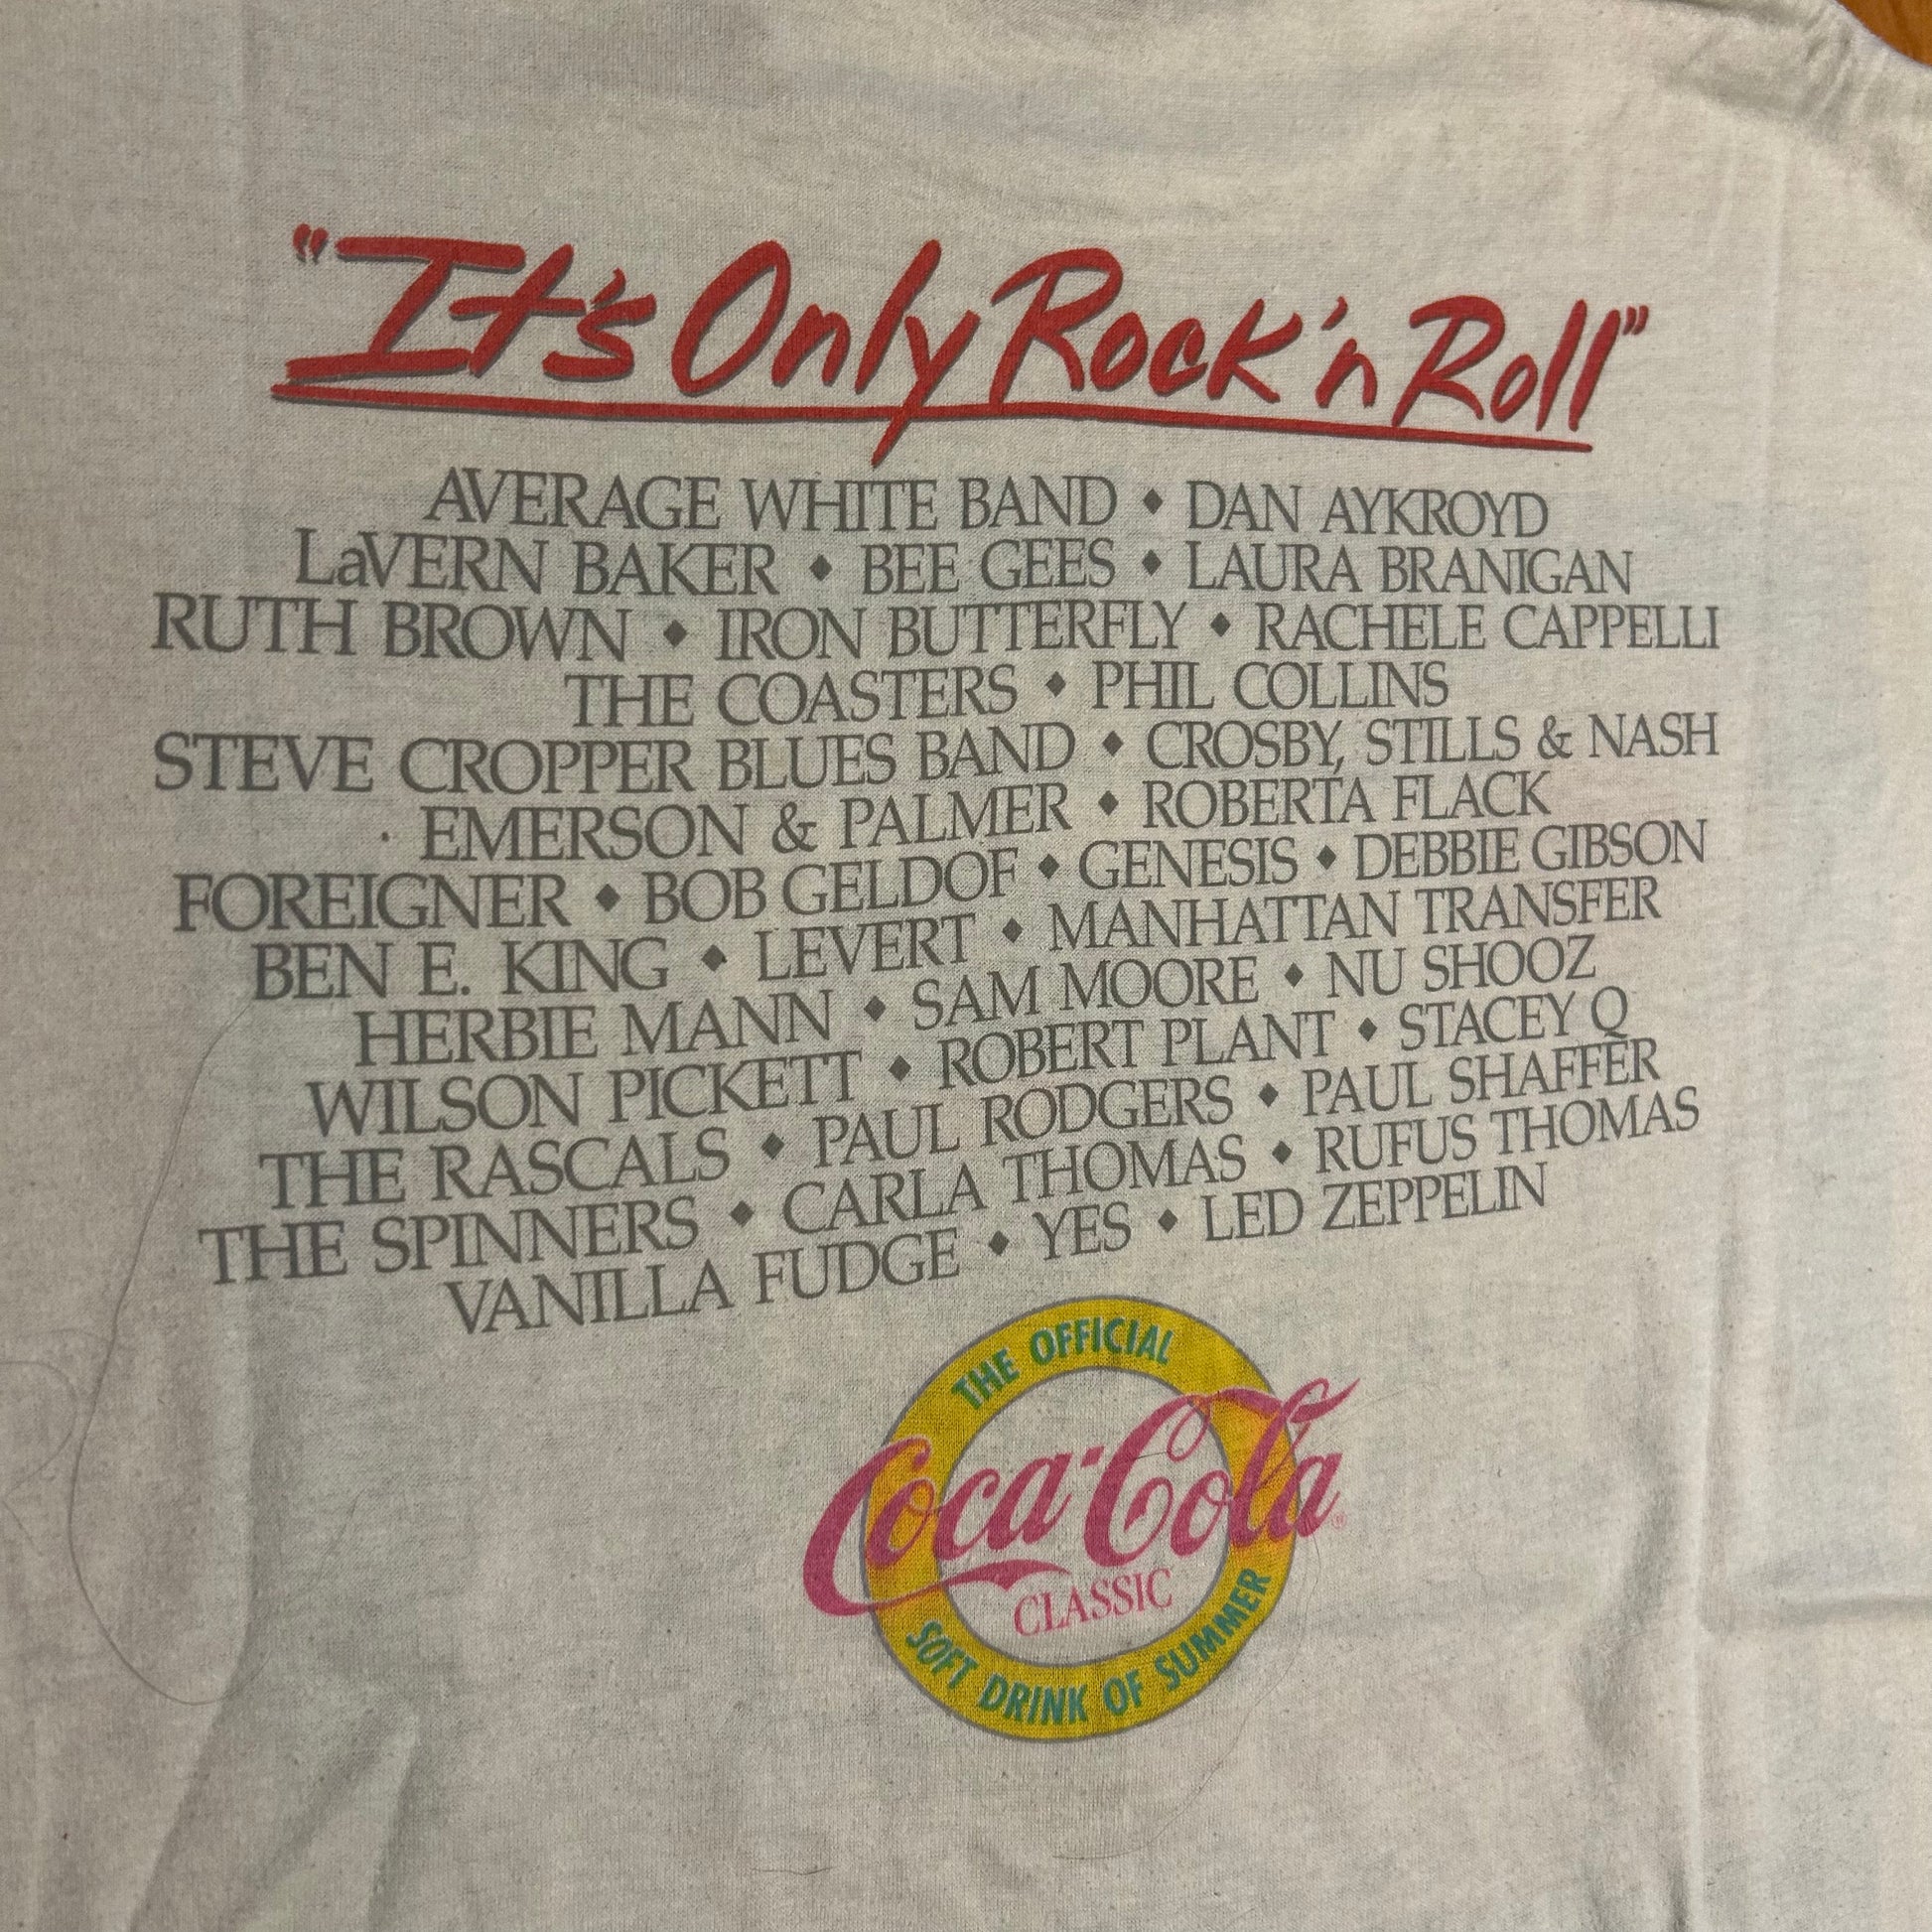 "It's Only Rock 'n Roll"
AVERAGE WHITE BAND ♦ DAN AYKROYD
LaVERN BAKER ♦ BEE GEES ♦ LAURA BRANIGAN
RUTH BROWN ♦ IRON BUTTERFLY ♦ RACHELE CAPPELLI
THE COASTERS ♦ PHIL COLLINS
STEVE CROPPER BLUES BAND ♦ CROSBY, STILLS & NASH
EMERSON & PALMER ♦ ROBERTA FLACK
FOREIGNER ♦ BOB GELDOF ♦ GENESIS ♦ DEBBIE GIBSON
BEN E. KING ♦ LEVERT ♦ MANHATTAN TRANSFER
HERBIE MANN ♦ SAM MOORE ♦ NU SHOOZ
WILSON PICKETT ♦ ROBERT PLANT ♦ STACEY Q
THE RASCALS ♦ PAUL RODGERS ♦ PAUL SHAFFER
THE SPINNERS ♦ CARLA THOMAS ♦ RUFUS THOMAS
VANILLA FUDGE ♦ YES ♦ LED ZEPPELIN
THE OFFICIAL
Coca-Cola®
CLASSIC
SOFT DRINK OF SUMMER